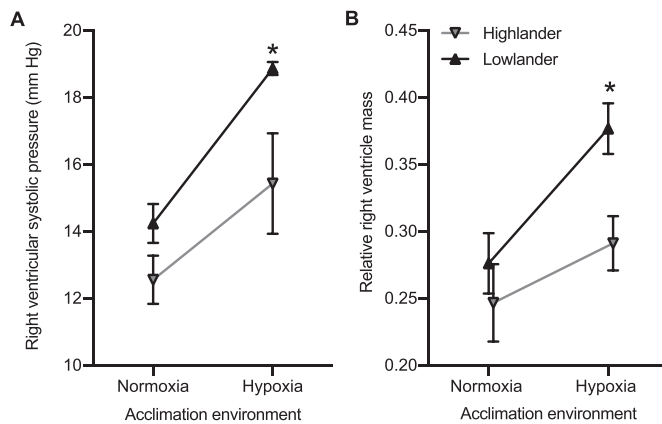 A
Right ventricular systolic pressure (mm Hg)
20
18
16
14
12
10
*
Normoxia
Hypoxia
Acclimation environment
B
Relative right ventricle mass
0.45
0.40
0.35
0.30
0.25
0.20
Highlander
Lowlander
*
Normoxia
Hypoxia
Acclimation environment